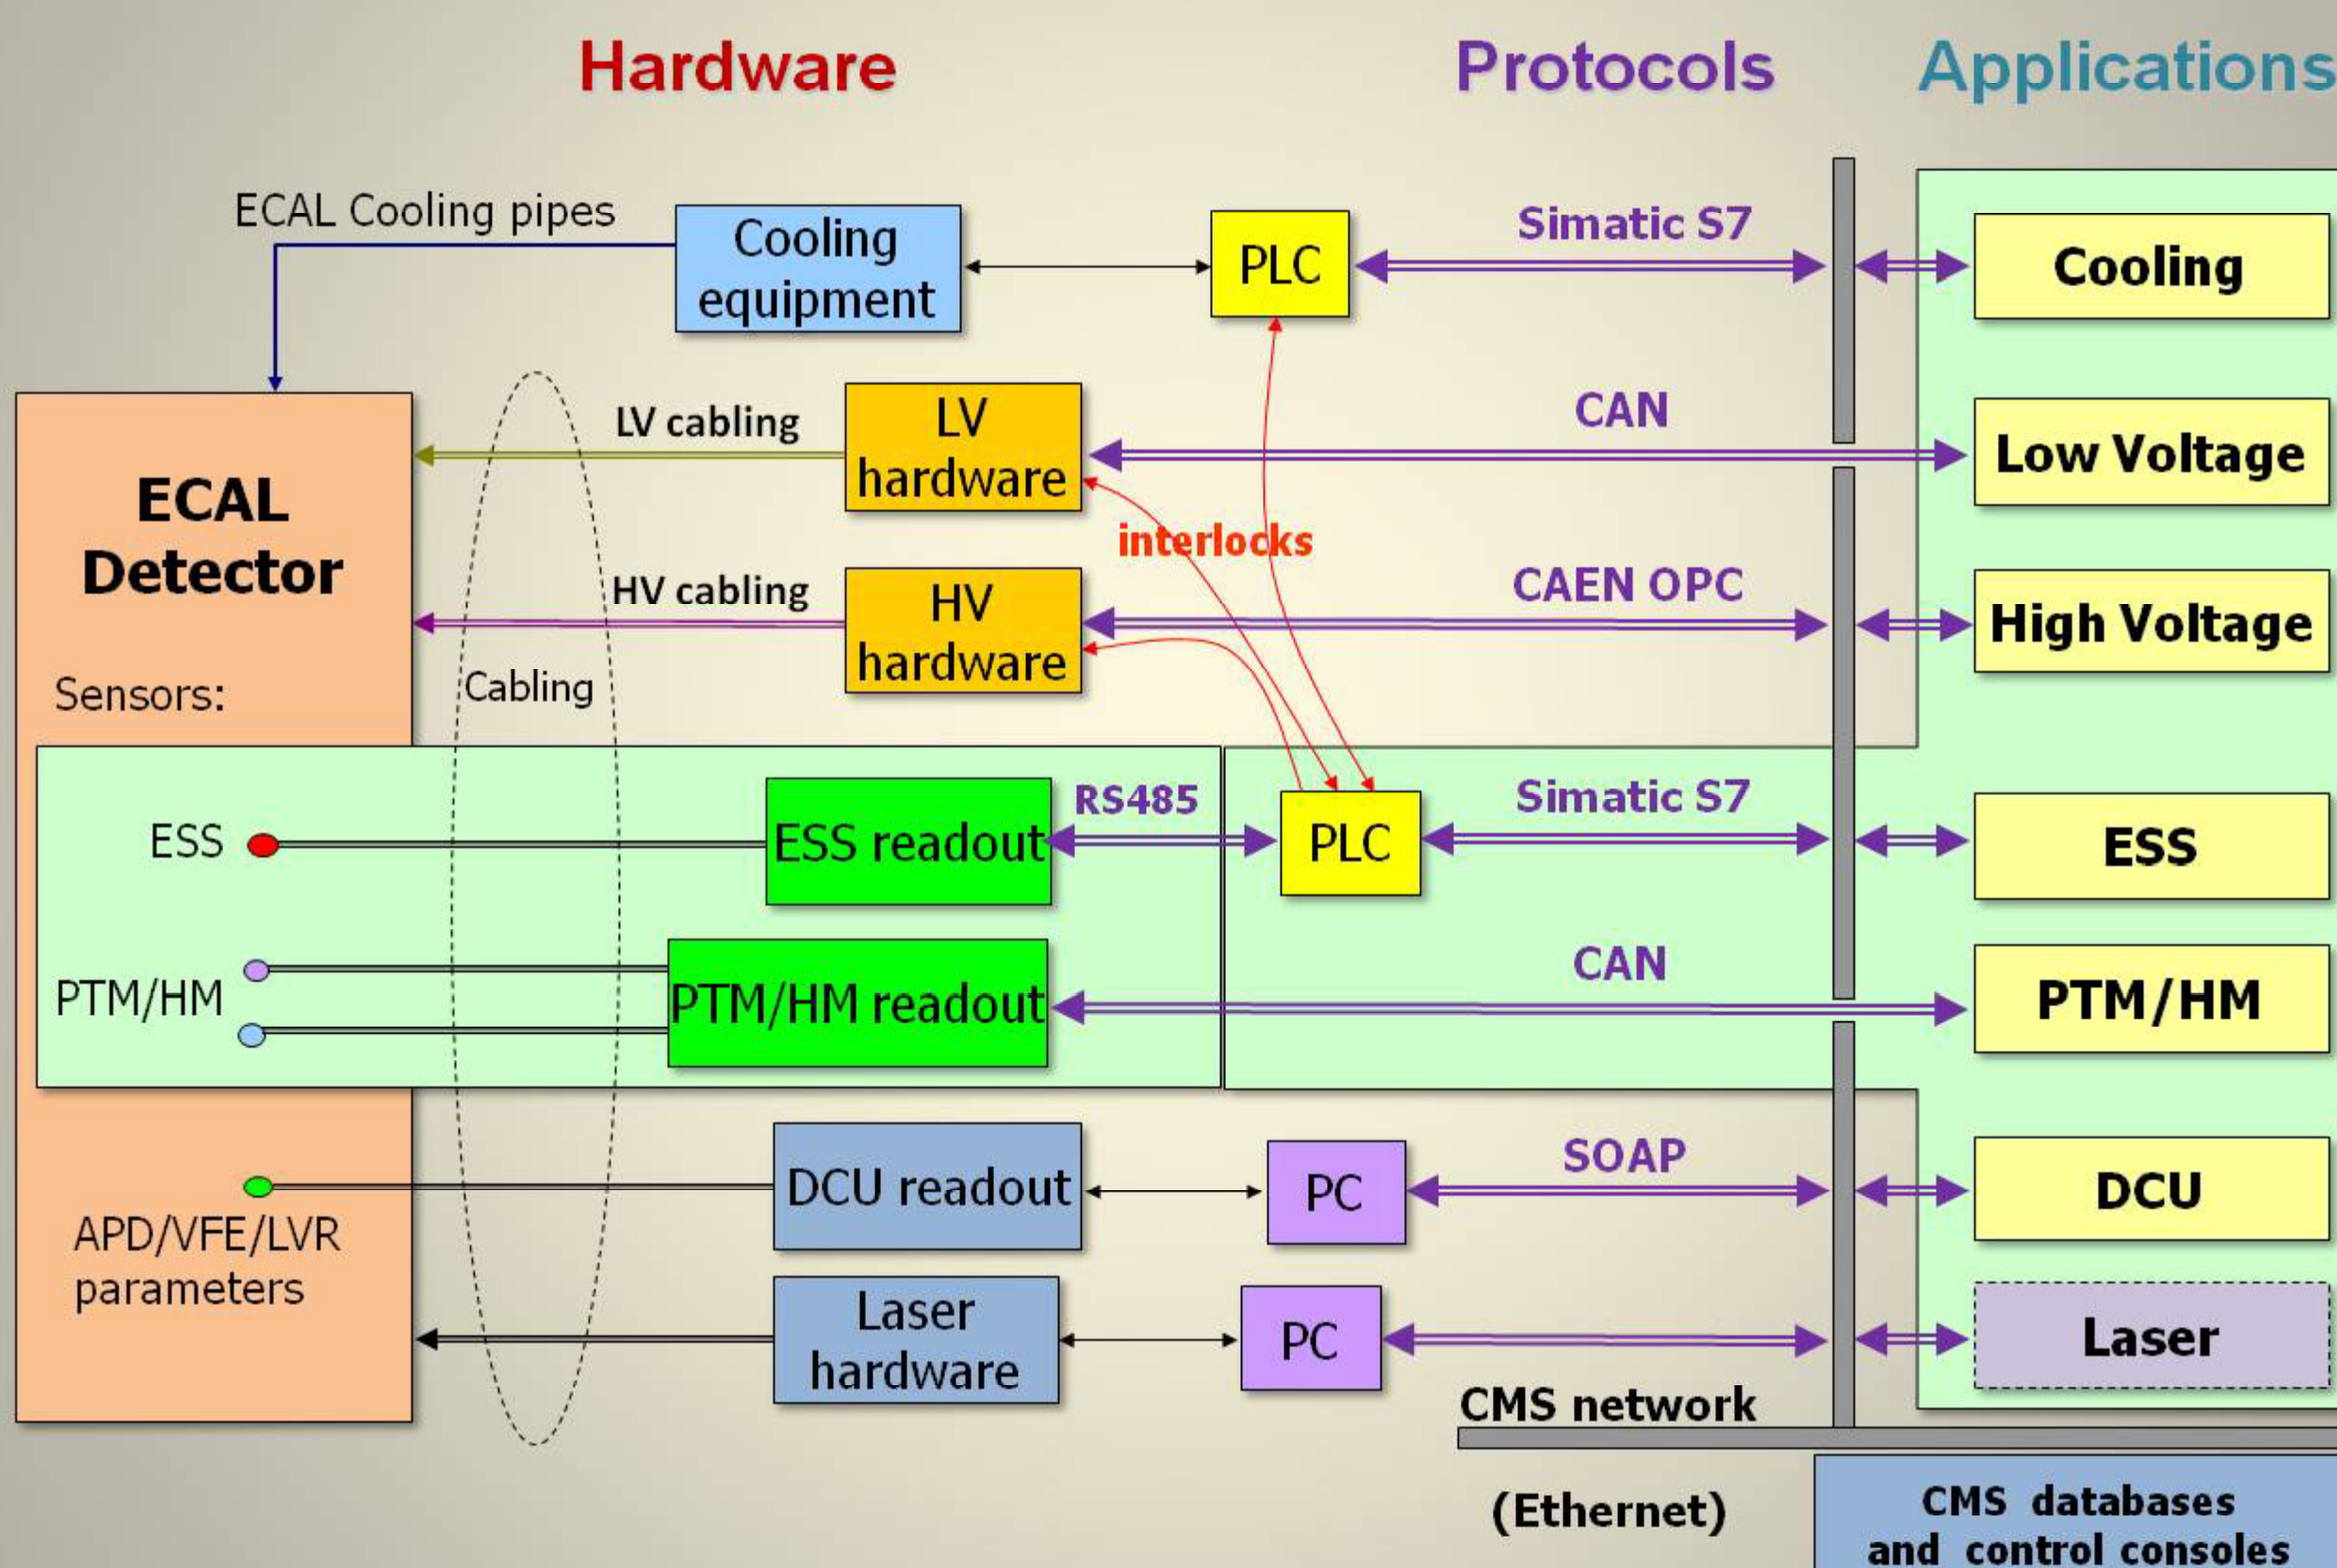 Hardware
Protocols
Applications
ECAL Cooling pipes
Cooling
equipment
PLC
Simatic S7
Cooling
LV cabling
LV
hardware
CAN
Low Voltage
ECAL
Detector
interlocks
HV cabling
HV
hardware
CAEN OPC
High Voltage
Sensors:
Cabling
ESS
ESS readout
RS485
PLC
Simatic S7
ESS
PTM/HM
PTM/HM readout
CAN
PTM/HM
DCU readout
PC
SOAP
DCU
APD/VFE/LVR
parameters
Laser
hardware
PC
Laser
CMS network
(Ethernet)
CMS databases
and control consoles